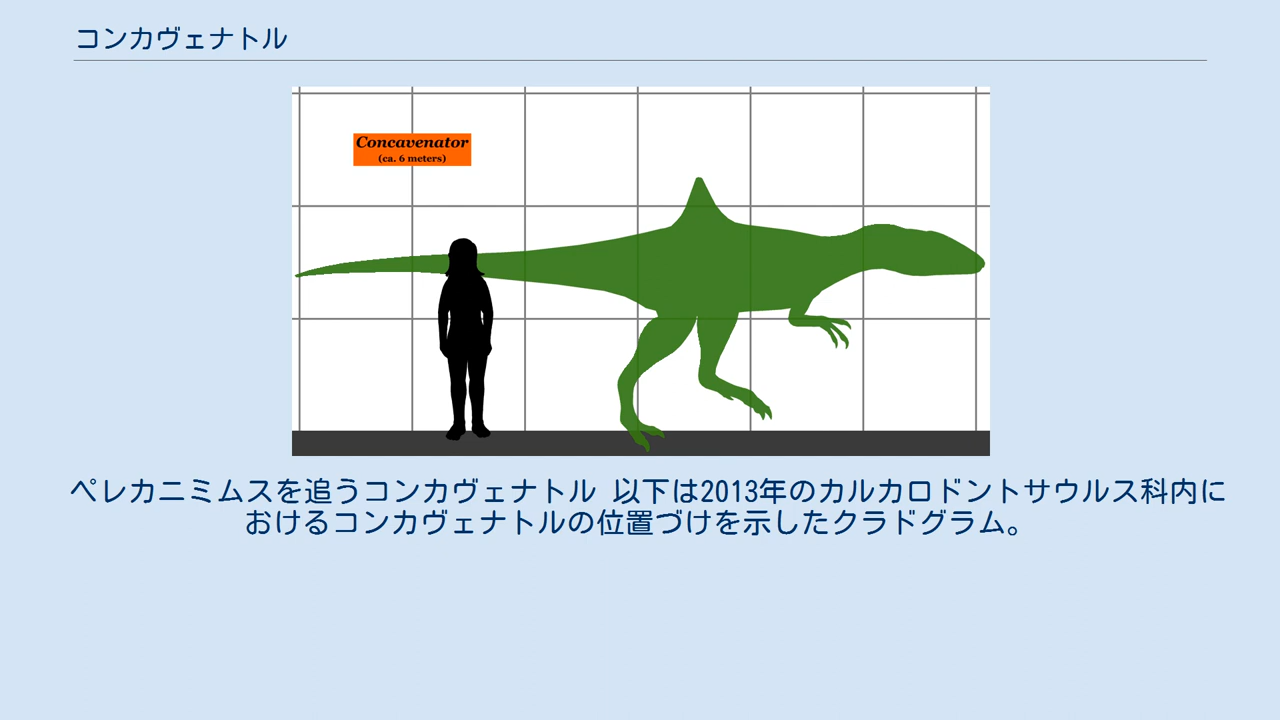 コンカヴェナトル
Concavenator
(ca. 6 meters)
ペレカニミムスを追うコンカヴェナトル 以下は2013年のカルカロドントサウルス科内に
おけるコンカヴェナトルの位置づけを示したクラドグラム。